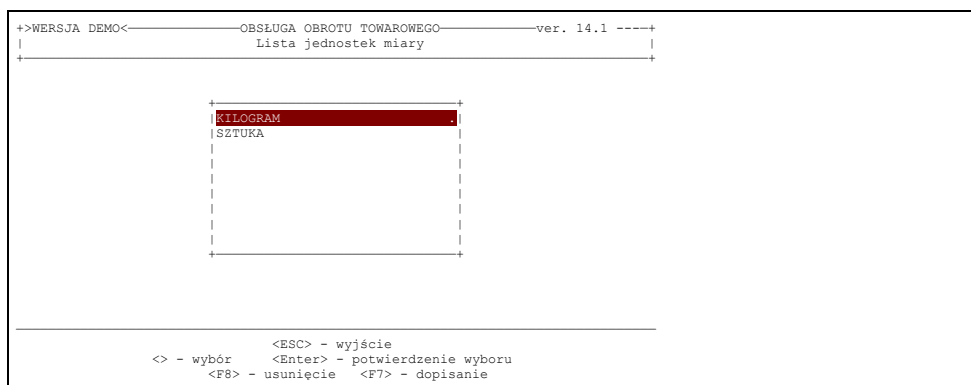 +>WERSJA DEMO<——————OBSŁUGA OBROTU TOWAROWEGO——————ver. 14.1 ----+
Lista jednostek miary
KILOGRAM .
SZTUKA
<ESC> - wyjście
<> - wybór <Enter> - potwierdzenie wyboru
<F8> - usunięcie <F7> - dopisanie